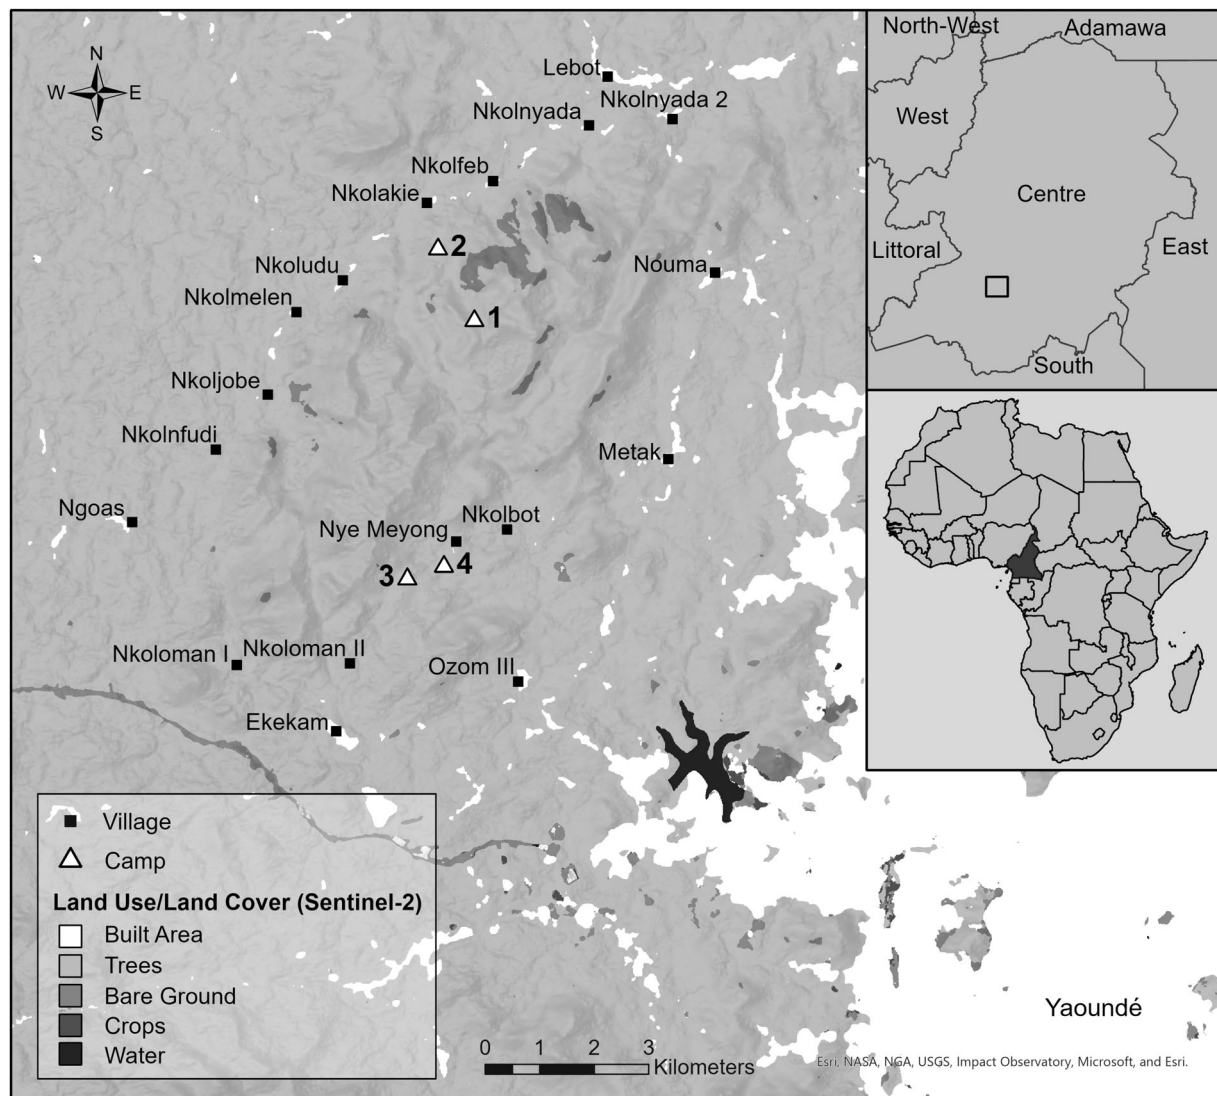 N
W E
S
Lebot
Nkolnyada 2
Nkolnyada
Nkolfeb
Nkolakie
2
Nkoludu
Nouma
Nkolmelen
1
Nkoljobe
Nkolnfudi
Metak
Ngoas
Nye Meyong
Nkolbot
3
4
Nkoloman I
Nkoloman II
Ozom III
Ekekam
Village
Camp
Land Use/Land Cover (Sentinel-2)
Built Area
Trees
Bare Ground
Crops
Water
0 1 2 3
Kilometers
Yaoundé
Esri, NASA, NGA, USGS, Impact Observatory, Microsoft, and Esri.
North-West
Adamawa
West
Centre
Littoral
East
South